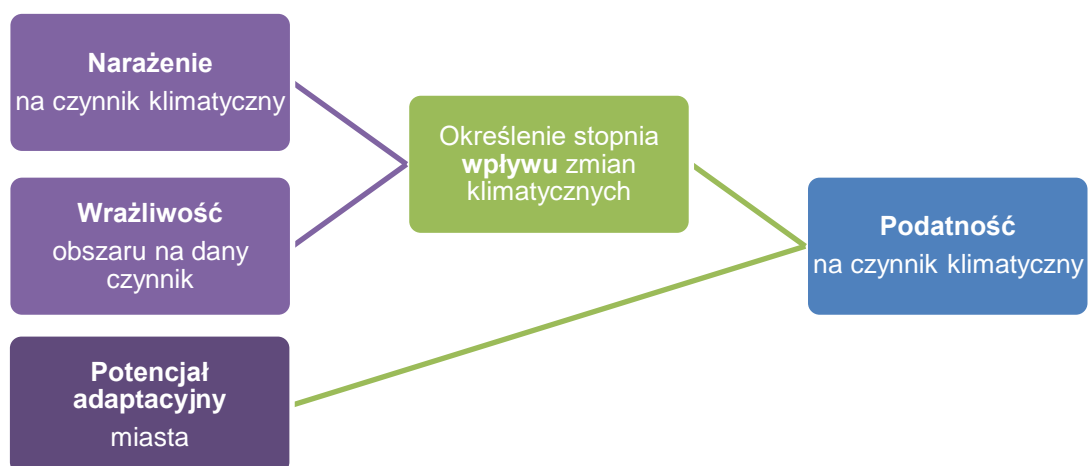 Narażenie
na czynnik klimatyczny
Wrażliwość
obszaru na dany
czynnik
Potencjał
adaptacyjny
miasta
Określenie stopnia
wpływu zmian
klimatycznych
Podatność
na czynnik klimatyczny